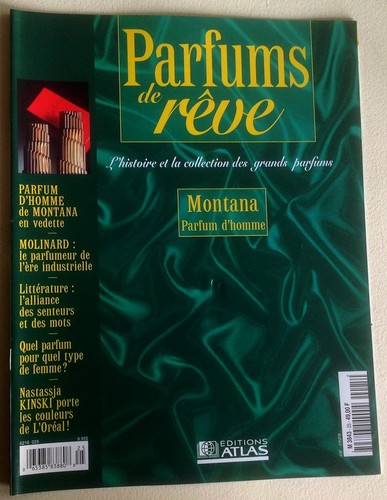 Parfums
de rêve
L'histoire et la collection des grands parfums
Montana
Parfum d'homme
PARFUM
D'HOMME
de MONTANA
en vedette
MOLINARD :
le parfumeur de
l'ère industrielle
Littérature :
l'alliance
des senteurs
et des mots
Quel parfum
pour quel type
de femme ?
Nastassja
KINSKI porte
les couleurs
de L'Oréal !
EDITIONS
ATLAS